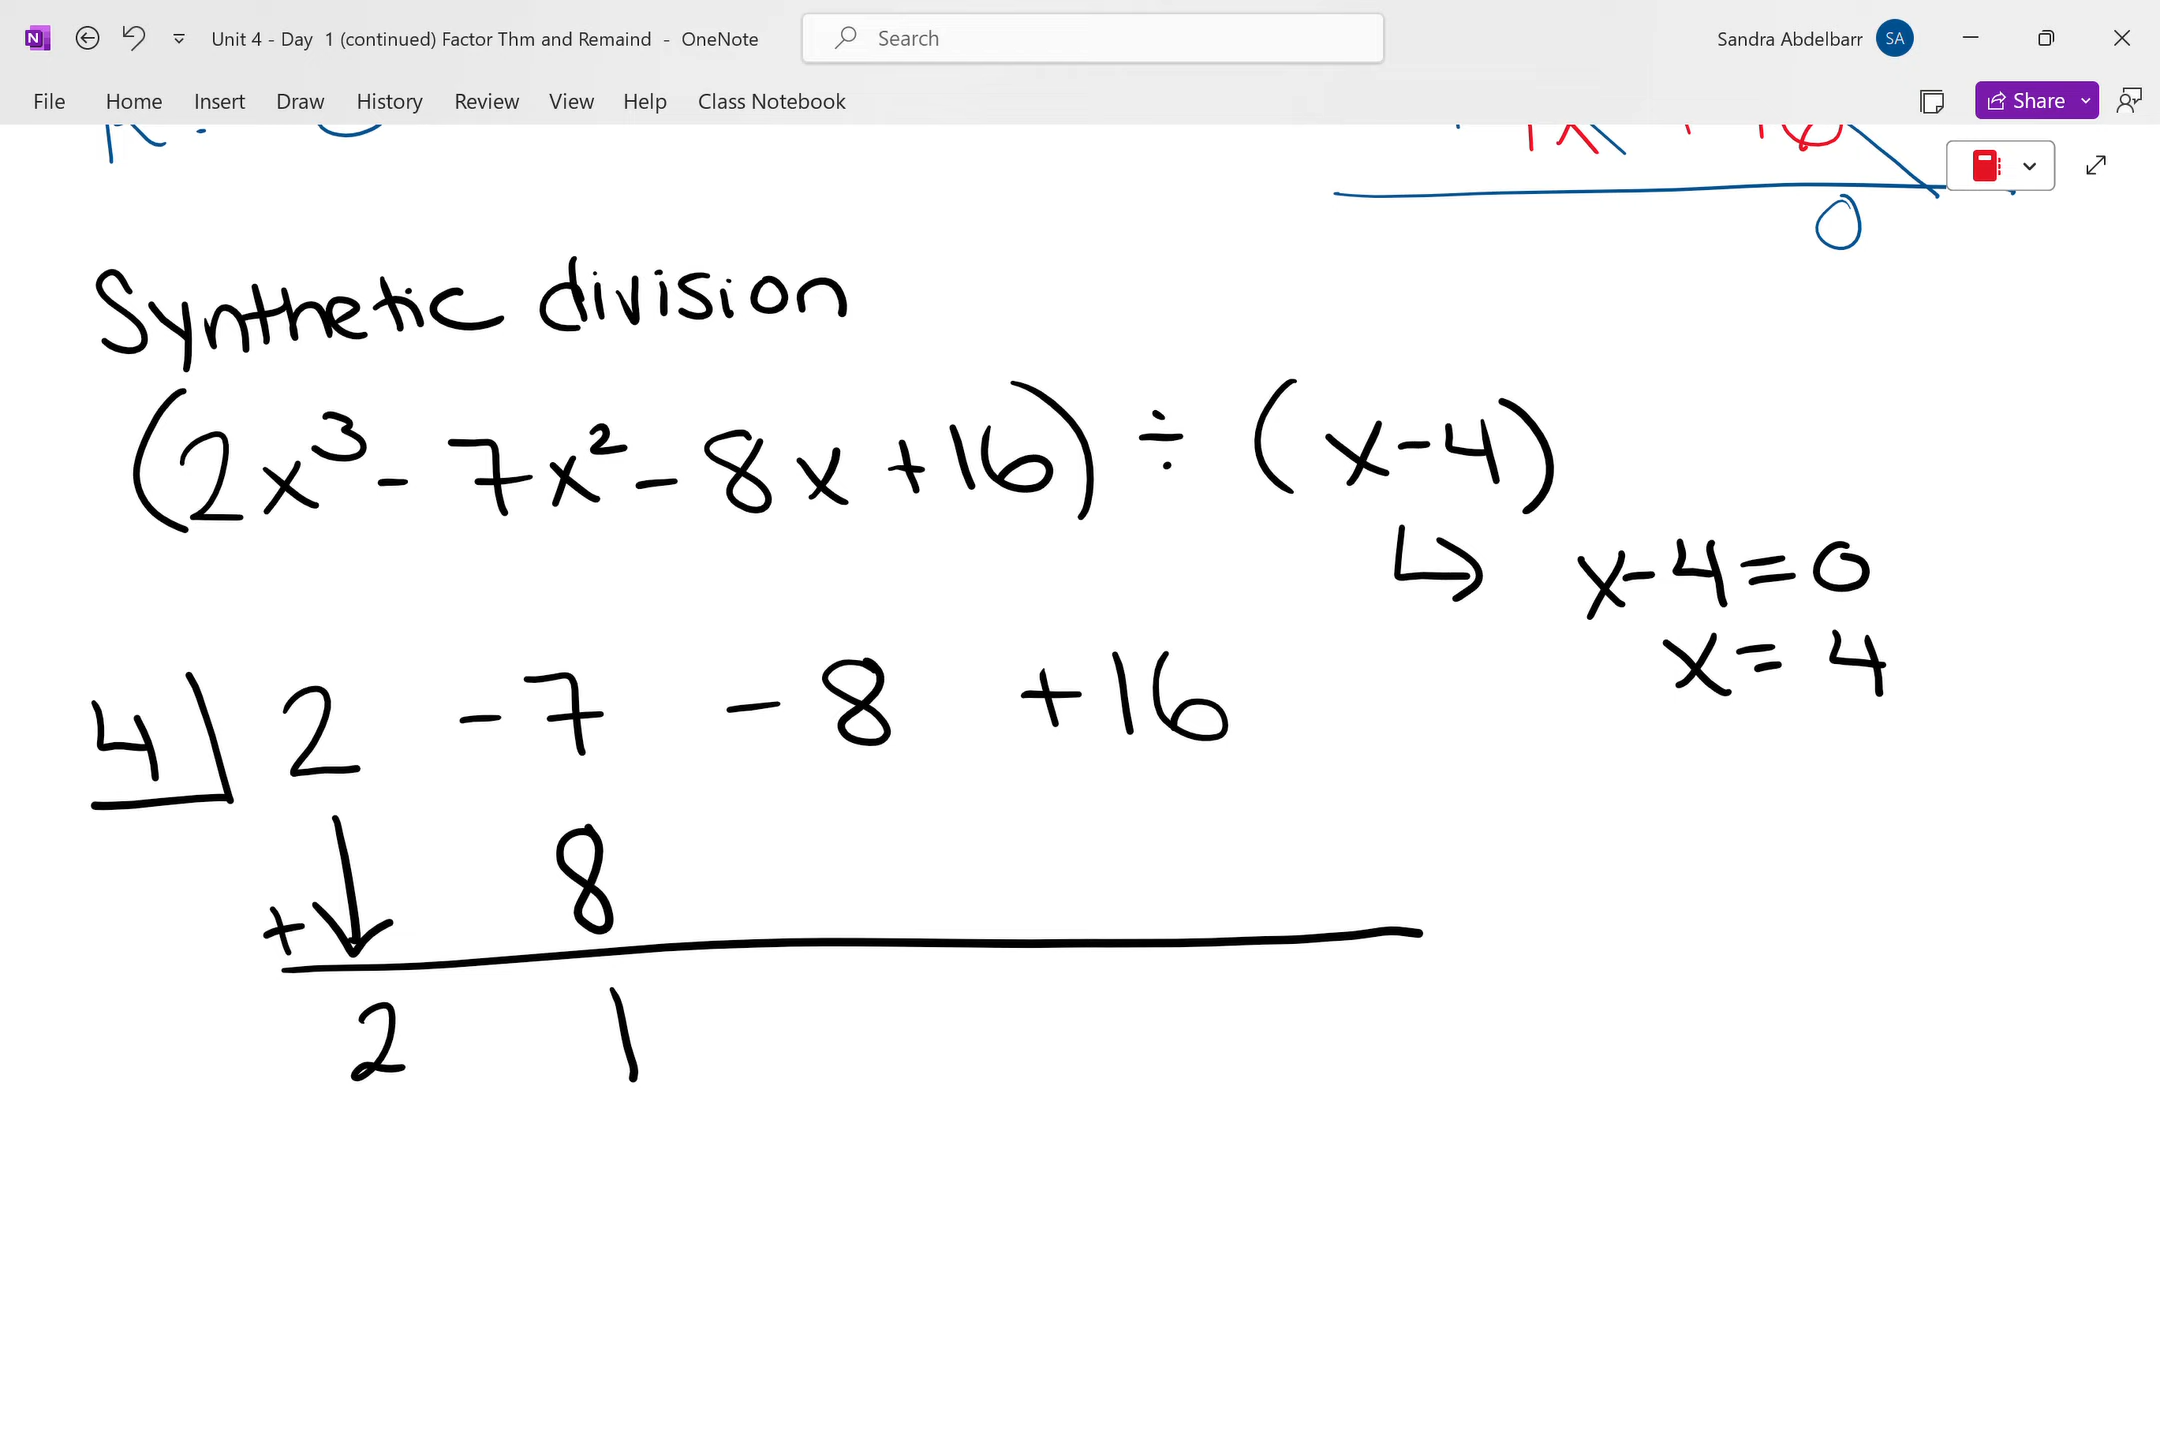 Unit 4 - Day 1 (continued) Factor Thm and Remaind - OneNote
Search
Sandra Abdelbarr SA
File Home Insert Draw History Review View Help Class Notebook
Share
0
Synthetic division
(2x³ - 7x² - 8x + 16) ÷ (x - 4)
↳ x - 4 = 0
x = 4
4 | 2 - 7 - 8 + 16
+ ↓ 8
2 1